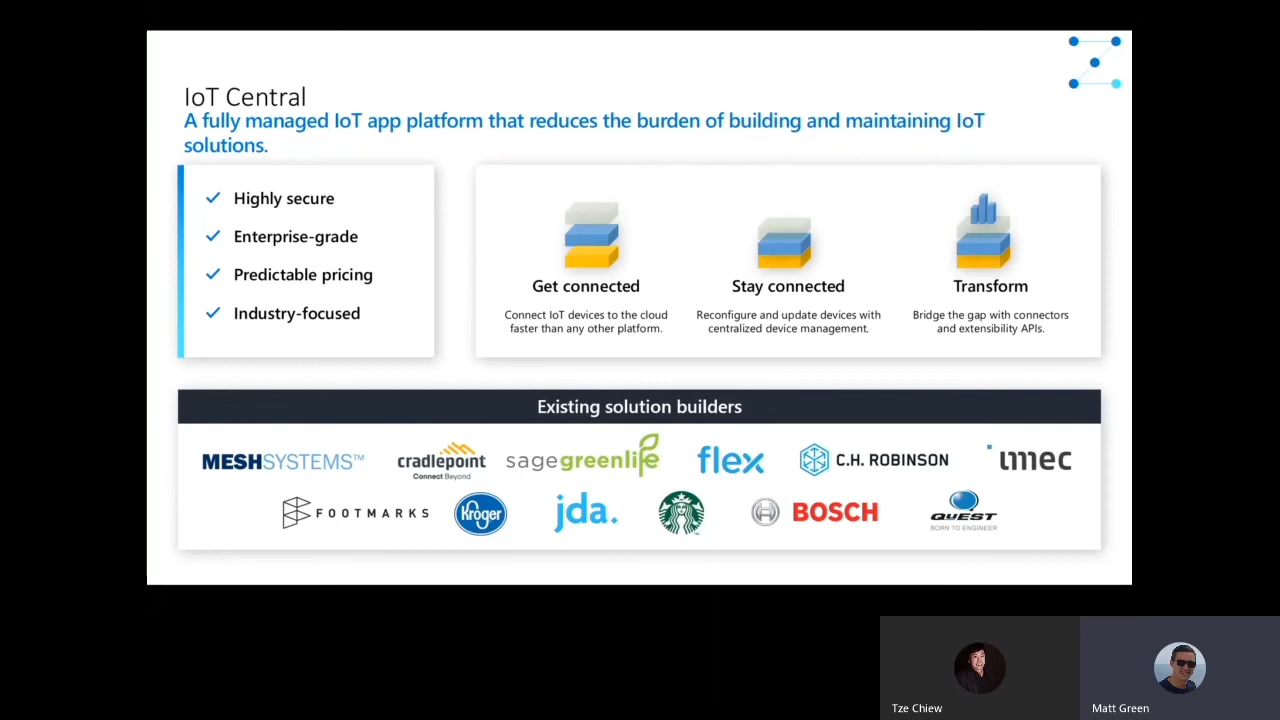 IoT Central
A fully managed IoT app platform that reduces the burden of building and maintaining IoT
solutions.
Highly secure
Enterprise-grade
Predictable pricing
Industry-focused
Get connected
Connect IoT devices to the cloud
faster than any other platform.
Stay connected
Reconfigure and update devices with
centralized device management.
Transform
Bridge the gap with connectors
and extensibility APIs.
Existing solution builders
MESHSYSTEMS™
cradlepoint
Connect Beyond
sagegreenlife
flex
C.H. ROBINSON
imec
FOOTMARKS
Kroger
jda.
BOSCH
QUEST
BORN TO ENGINEER
Tze Chiew
Matt Green